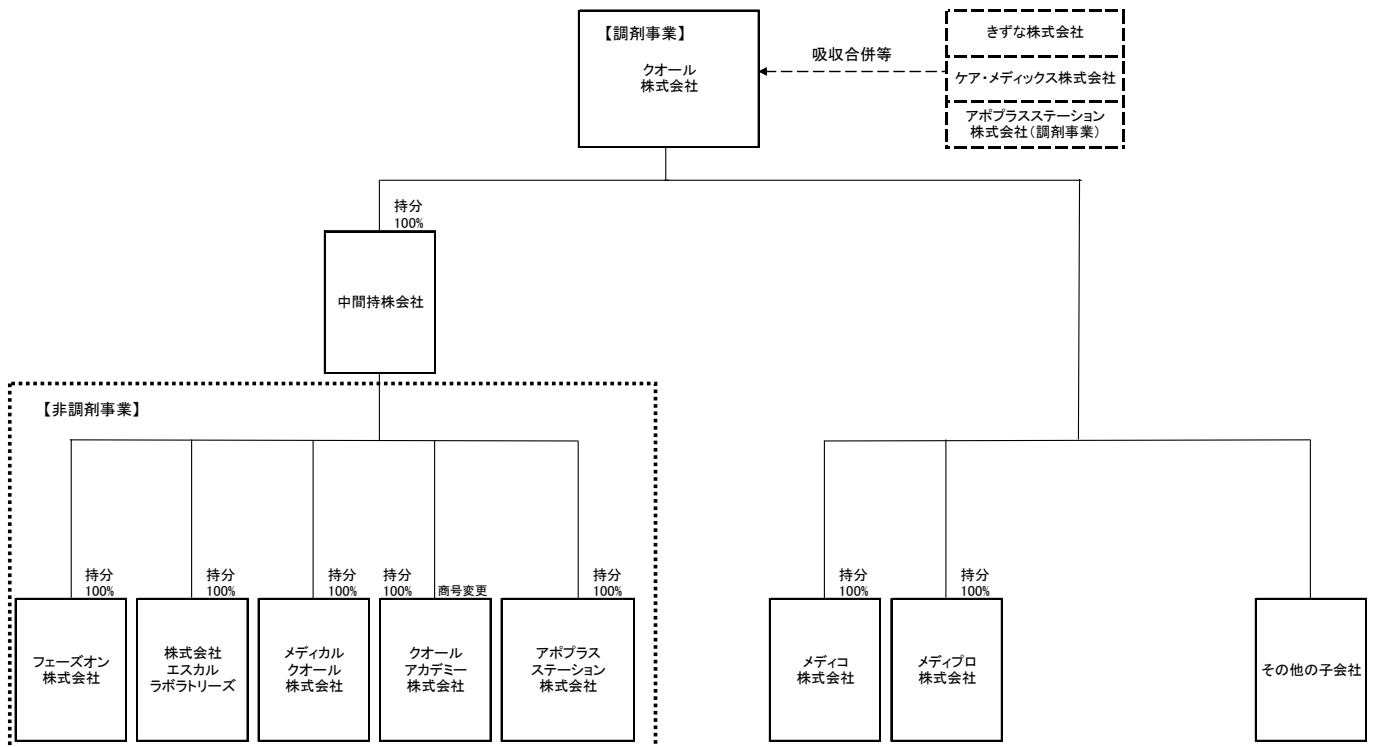 【調剤事業】
クオール
株式会社
吸収合併等
きずな株式会社
ケア・メディックス株式会社
アポプラスステーション
株式会社（調剤事業）
持分
100%
中間持株会社
【非調剤事業】
持分
100%
持分
100%
持分
100%
持分
100%
商号変更
持分
100%
持分
100%
持分
100%
フェーズオン
株式会社
株式会社
エスカル
ラボラトリーズ
メディカル
クオール
株式会社
クオール
アカデミー
株式会社
アポプラス
ステーション
株式会社
メディコ
株式会社
メディプロ
株式会社
その他の子会社